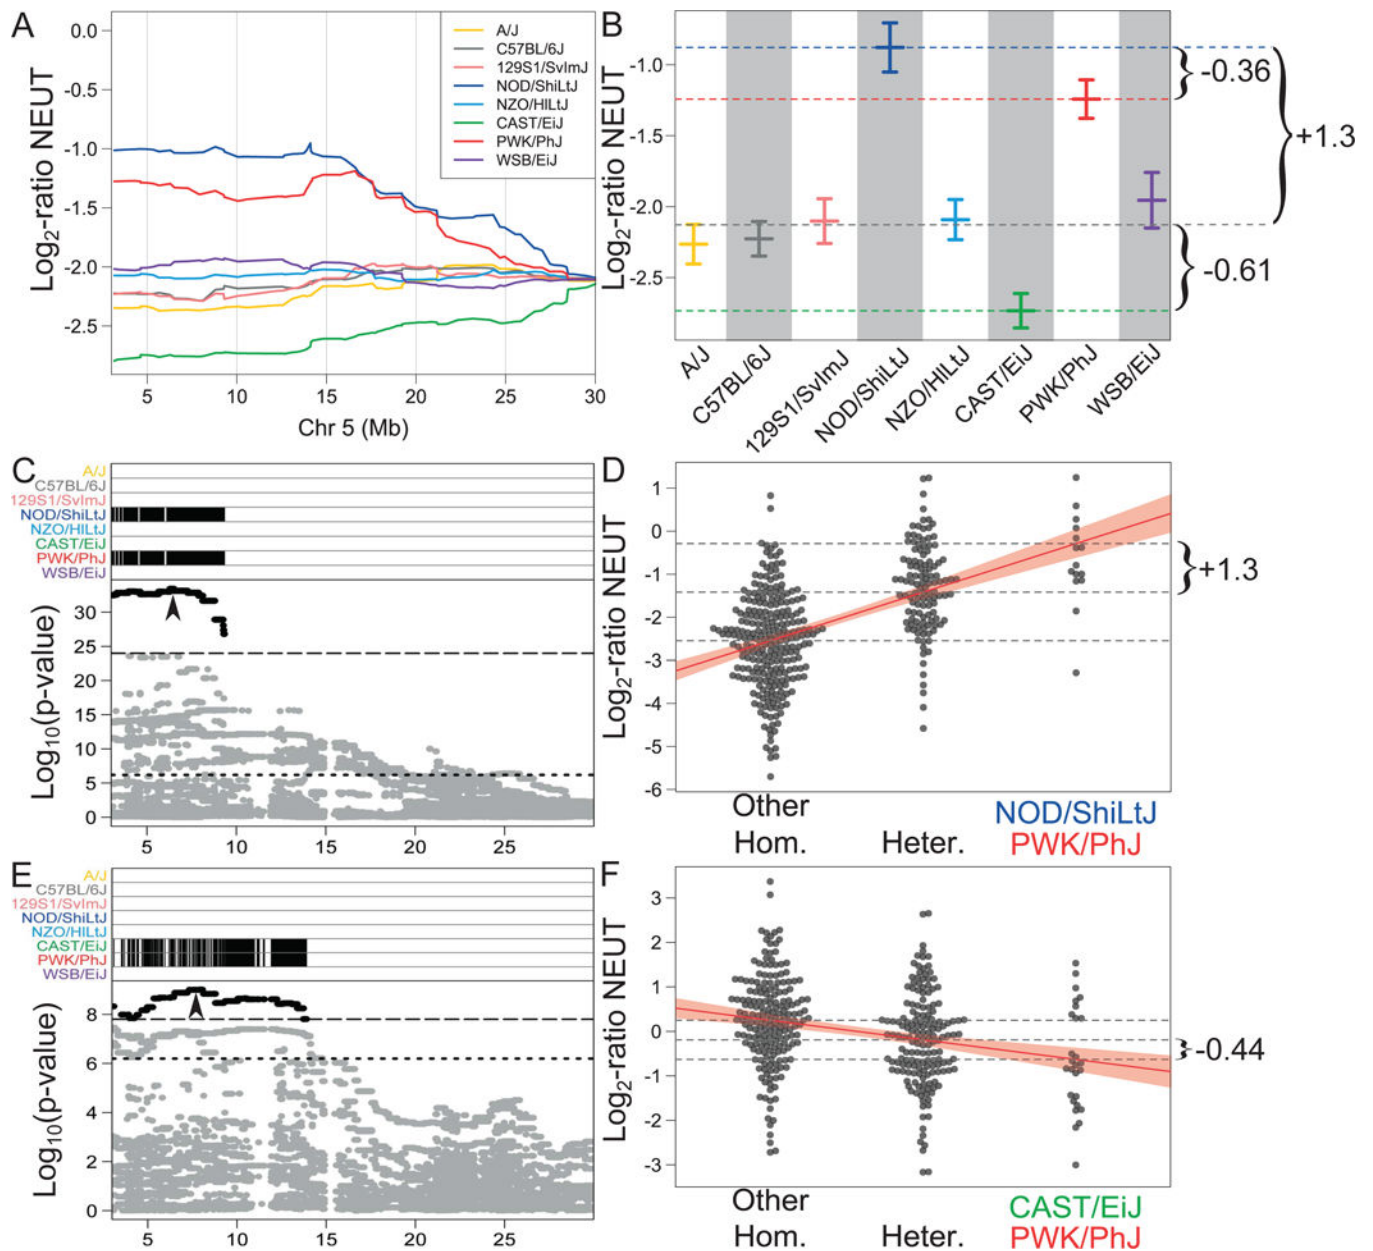 A
Log2-ratio NEUT
0.0
-0.5
-1.0
-1.5
-2.0
-2.5
A/J
C57BL/6J
129S1/SvImJ
NOD/ShiLtJ
NZO/HlLtJ
CAST/EiJ
PWK/PhJ
WSB/EiJ
5
10
15
20
25
30
Chr 5 (Mb)
B
Log2-ratio NEUT
-1.0
-1.5
-2.0
-2.5
-0.36
+1.3
-0.61
A/J
C57BL/6J
129S1/SvImJ
NOD/ShiLtJ
NZO/HlLtJ
CAST/EiJ
PWK/PhJ
WSB/EiJ
C
A/J
C57BL/6J
129S1/SvImJ
NOD/ShiLtJ
NZO/HlLtJ
CAST/EiJ
PWK/PhJ
WSB/EiJ
Log10(p-value)
30
25
20
15
10
5
0
5
10
15
20
25
D
Log2-ratio NEUT
1
0
-1
-2
-3
-4
-5
-6
+1.3
Other
Hom.
Heter.
NOD/ShiLtJ
PWK/PhJ
E
A/J
C57BL/6J
129S1/SvImJ
NOD/ShiLtJ
NZO/HlLtJ
CAST/EiJ
PWK/PhJ
WSB/EiJ
Log10(p-value)
8
6
4
2
0
5
10
15
20
25
F
Log2-ratio NEUT
3
2
1
0
-1
-2
-3
-0.44
Other
Hom.
Heter.
CAST/EiJ
PWK/PhJ